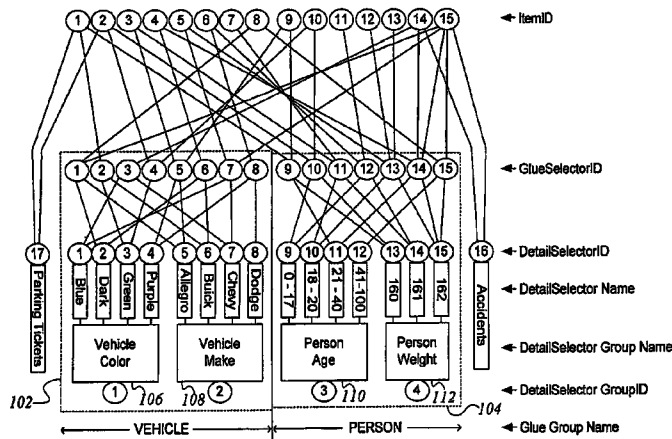 1 2 3 4 5 6 7 8 9 10 11 12 13 14 15 ItemID
1 2 3 4 5 6 7 8 9 10 11 12 13 14 15 GlueSelectorID
17 1 2 3 4 5 6 7 8 9 10 11 12 13 14 15 16 DetailSelectorID
Parking Tickets Blue Dark Green Purple Allegro Buick Chevy Dodge 0 - 17 18 - 20 21 - 40 41-100 160 161 162 Accidents DetailSelector Name
Vehicle Color Vehicle Make Person Age Person Weight DetailSelector Group Name
102 106 108 110 112 104
1 2 3 4 DetailSelector GroupID
VEHICLE PERSON Glue Group Name